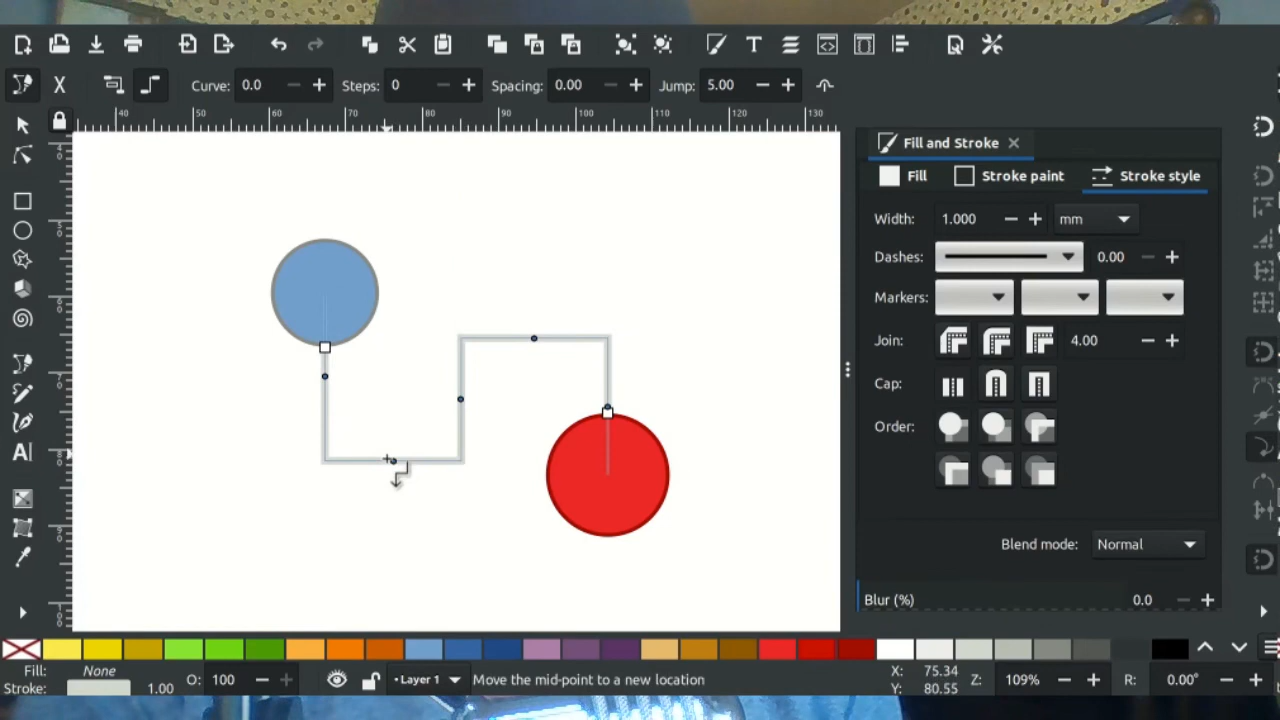 Curve: 0.0 Steps: 0 Spacing: 0.00 Jump: 5.00
40 50 60 70 80 90 100 110 120 130
Fill and Stroke
Fill Stroke paint Stroke style
Width: 1.000 mm
Dashes: 0.00
Markers:
Join: 4.00
Cap:
Order:
Blend mode: Normal
Blur (%) 0.0
Fill: None
Stroke: 1.00
O: 100
•Layer 1
Move the mid-point to a new location
X: 75.34
Y: 80.55
Z: 109%
R: 0.00°